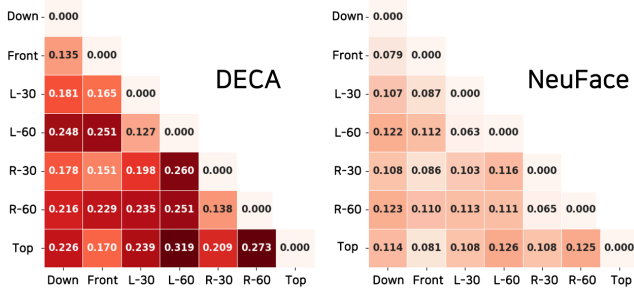 Down 0.000 Down 0.000
Front 0.135 0.000 Front 0.079 0.000
DECA NeuFace
L-30 0.181 0.165 0.000 L-30 0.107 0.087 0.000
L-60 0.248 0.251 0.127 0.000 L-60 0.122 0.112 0.063 0.000
R-30 0.178 0.151 0.198 0.260 0.000 R-30 0.108 0.086 0.103 0.116 0.000
R-60 0.216 0.229 0.235 0.251 0.138 0.000 R-60 0.123 0.110 0.113 0.111 0.065 0.000
Top 0.226 0.170 0.239 0.319 0.209 0.273 0.000 Top 0.114 0.081 0.108 0.126 0.108 0.125 0.000
Down Front L-30 L-60 R-30 R-60 Top Down Front L-30 L-60 R-30 R-60 Top